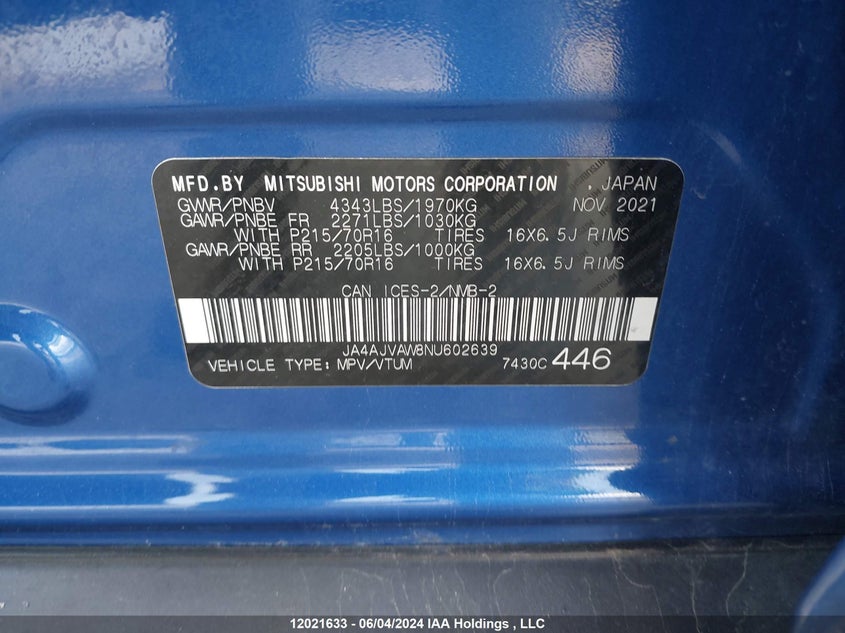 MFD.BY MITSUBISHI MOTORS CORPORATION , JAPAN
GVWR/PNBV 4343LBS/1970KG NOV 2021
GAWR/PNBE FR 2271LBS/1030KG
WITH P215/70R16 TIRES 16X6.5J RIMS
GAWR/PNBE RR 2205LBS/1000KG
WITH P215/70R16 TIRES 16X6.5J RIMS
CAN ICES-2/NMB-2
JA4AJVAW8NU602639
VEHICLE TYPE: MPV/VTUM 7430C 446
12021633 - 06/04/2024 IAA Holdings , LLC